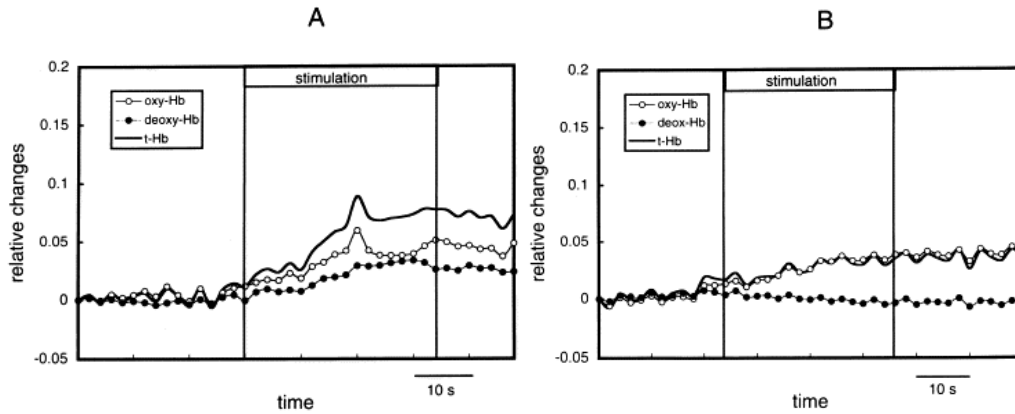 A
0.2
0.15
0.1
0.05
0
-0.05
relative changes
stimulation
oxy-Hb
deoxy-Hb
t-Hb
10 s
time
B
0.2
0.15
0.1
0.05
0
-0.05
relative changes
stimulation
oxy-Hb
deox-Hb
t-Hb
10 s
time